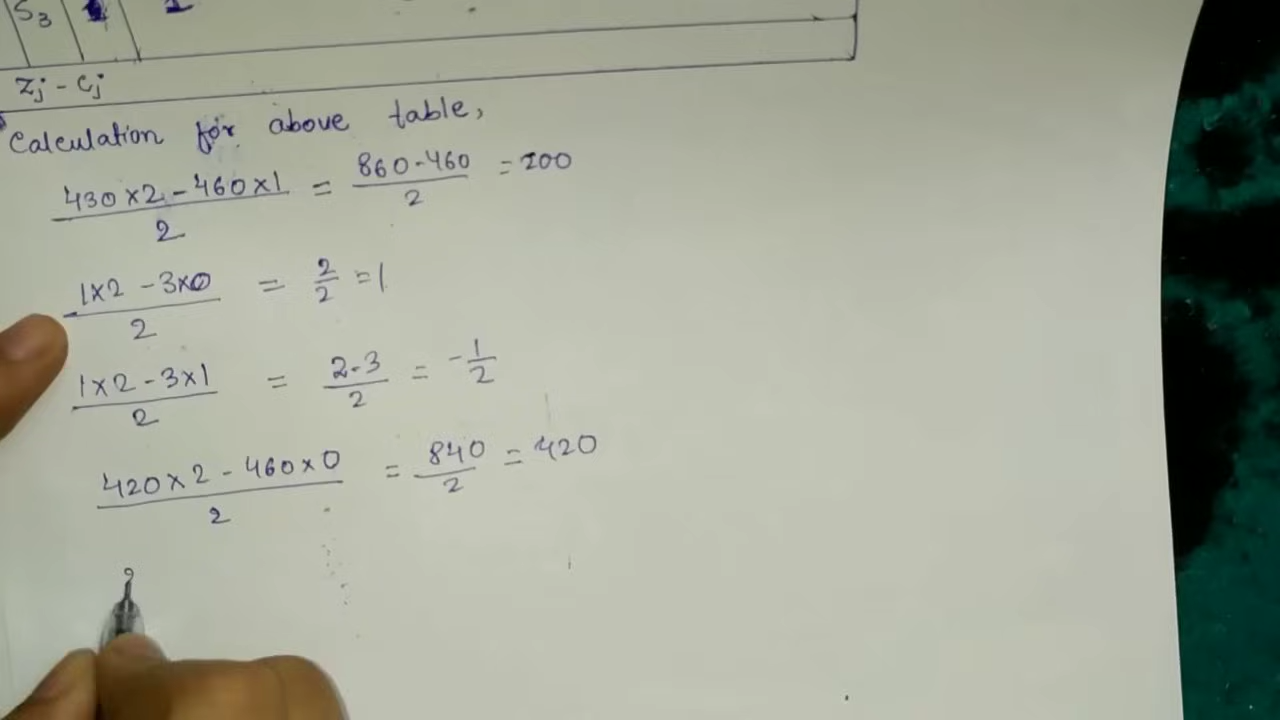 S3
Zj - Cj
Calculation for above table,
430×2 - 460×1 / 2 = 860-460 / 2 = 200
1×2 - 3×0 / 2 = 2/2 = 1
1×2 - 3×1 / 2 = 2-3 / 2 = -1/2
420×2 - 460×0 / 2 = 840 / 2 = 420